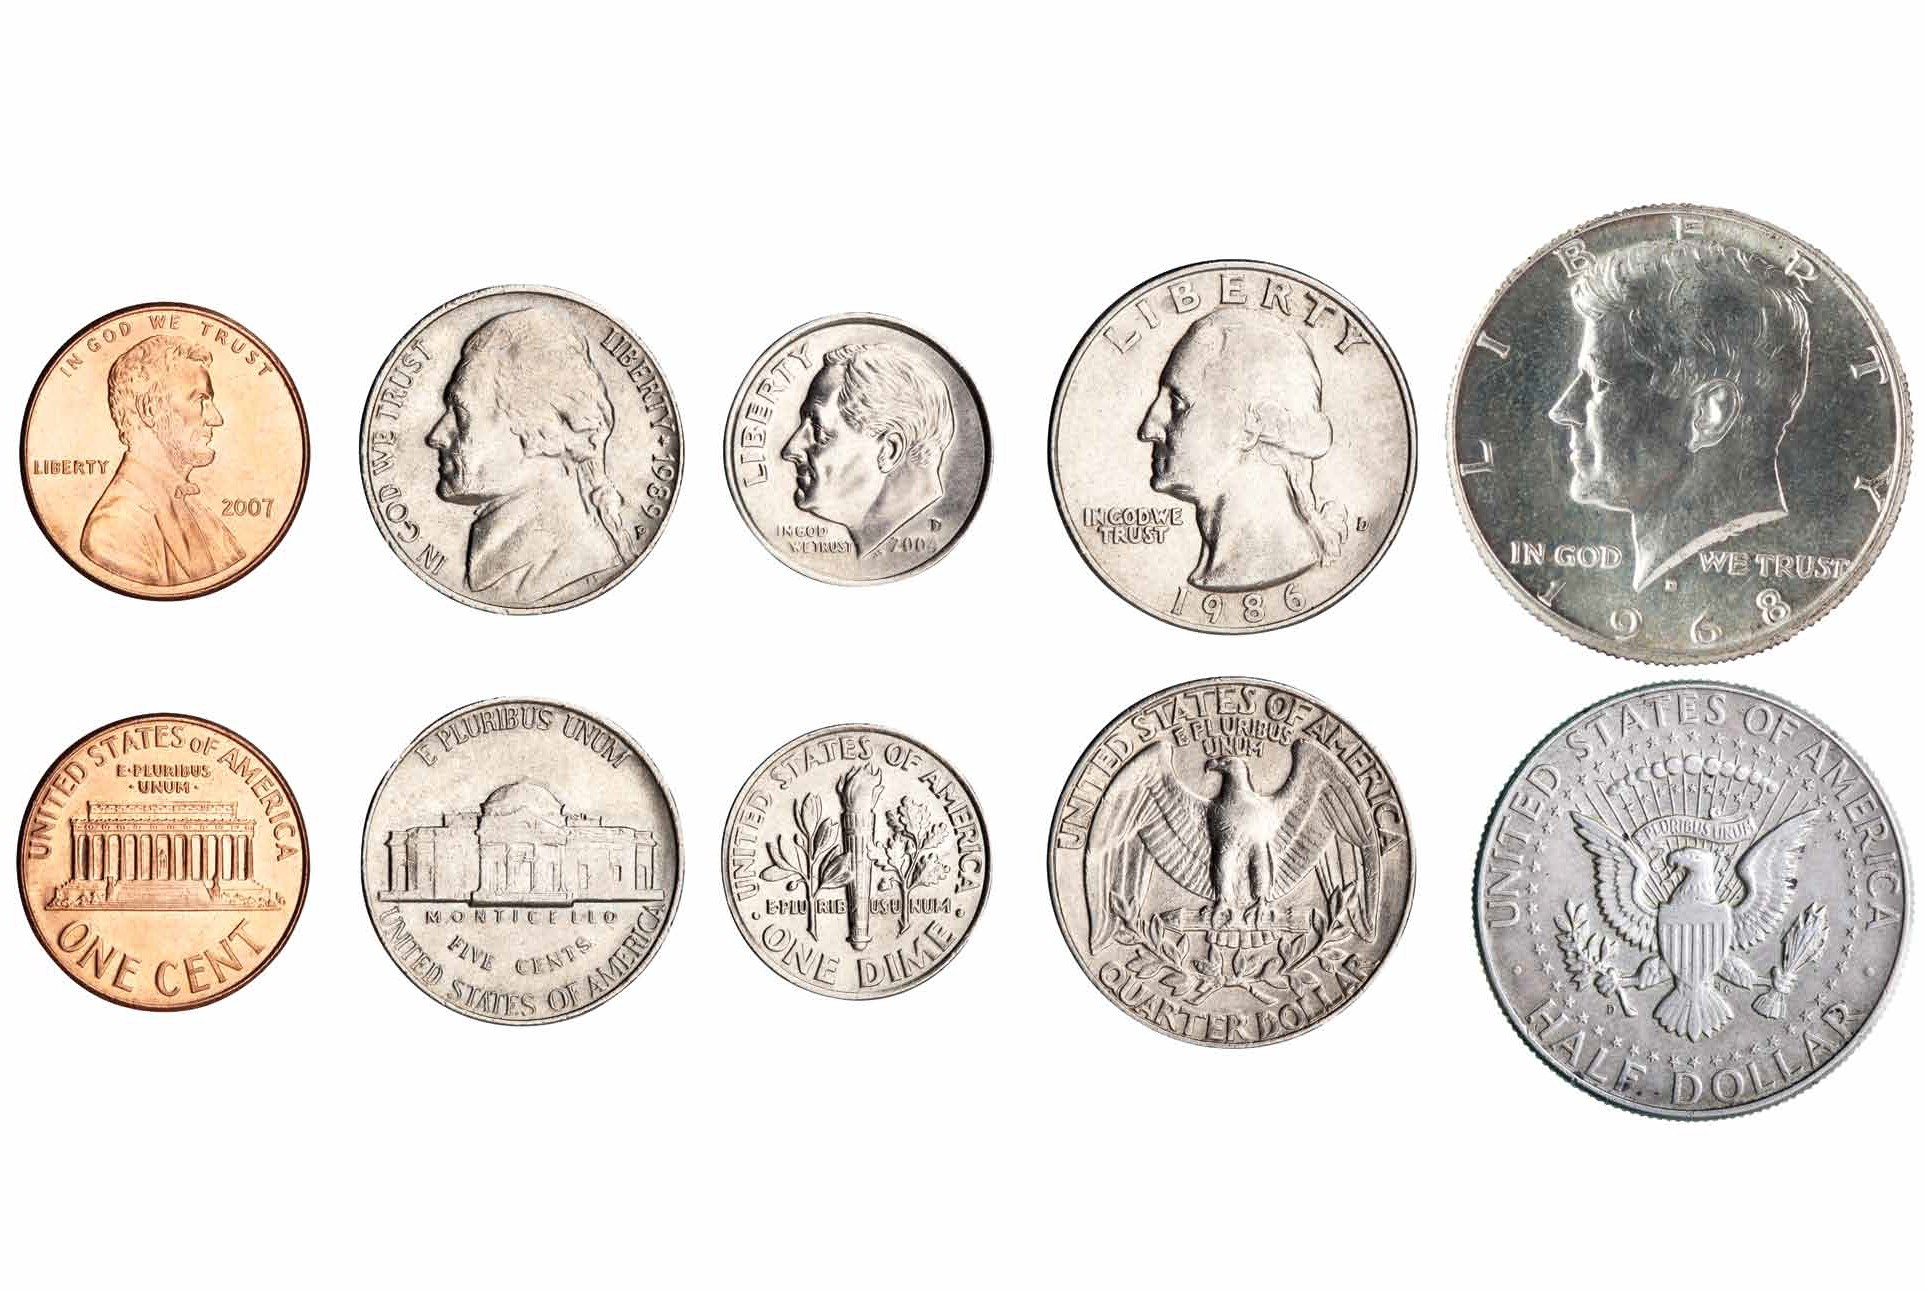 IN GOD WE TRUST
LIBERTY
2007
IN GOD WE TRUST
LIBERTY ★ 1989
P
LIBERTY
IN GOD
WE TRUST
D
LIBERTY
IN GOD WE
TRUST
D
1986
LIBERTY
IN GOD WE TRUST
D
1968
UNITED STATES OF AMERICA
E·PLURIBUS
·UNUM·
ONE CENT
E PLURIBUS UNUM
MONTICELLO
FIVE CENTS
UNITED STATES OF AMERICA
UNITED STATES OF AMERICA
E·PLURIBUS UNUM
· ONE DIME ·
UNITED STATES OF AMERICA
E PLURIBUS
UNUM
QUARTER DOLLAR
UNITED STATES OF AMERICA
PLURIBUS UNUM
D
· HALF DOLLAR ·